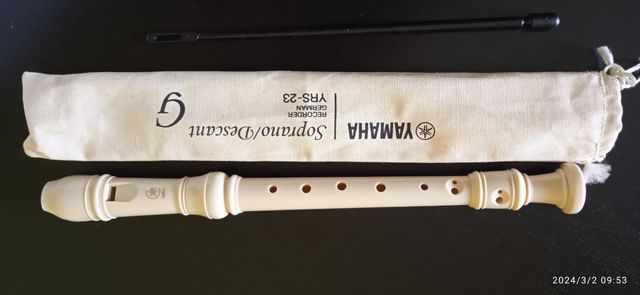 YAMAHA
Soprano/Descant
RECORDER
GERMAN
YRS-23
G
2024/3/2 09:53